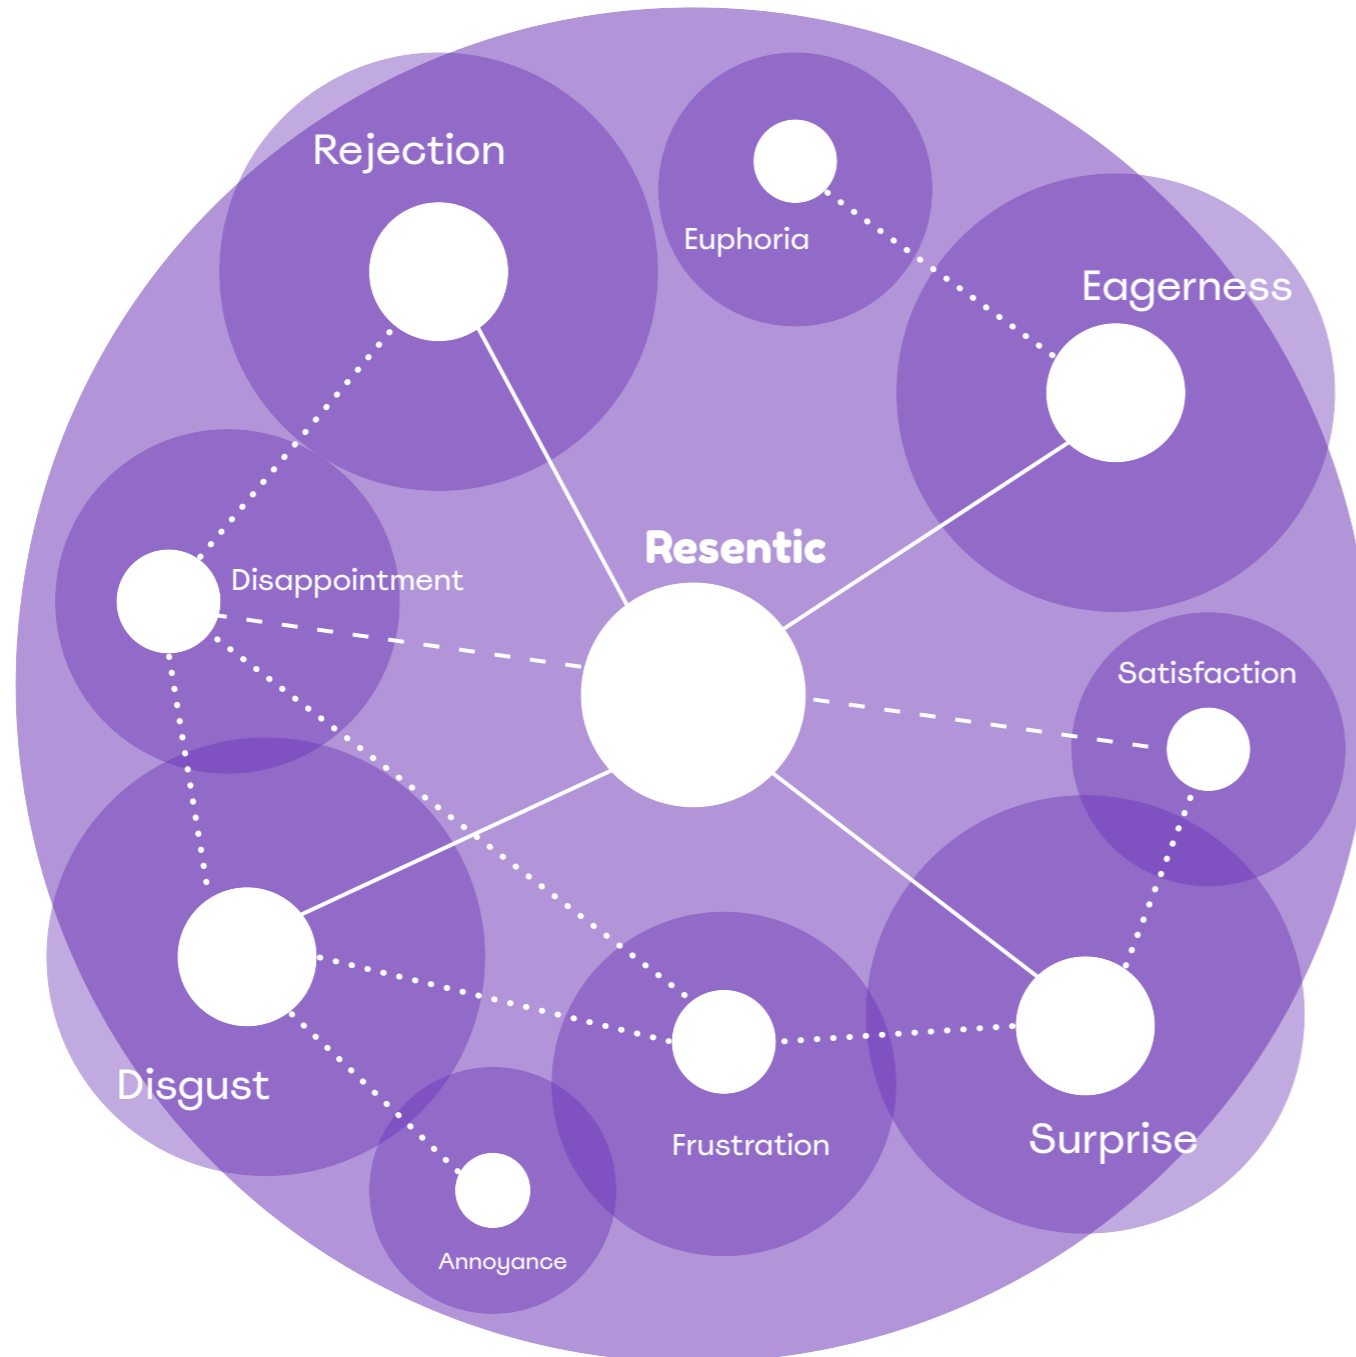 Rejection
Euphoria
Eagerness
Resentic
Disappointment
Satisfaction
Disgust
Surprise
Frustration
Annoyance